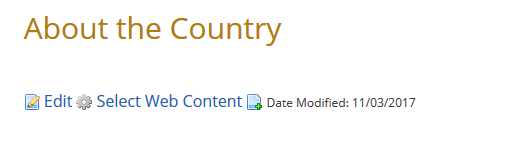 About the Country
Edit Select Web Content Date Modified: 11/03/2017